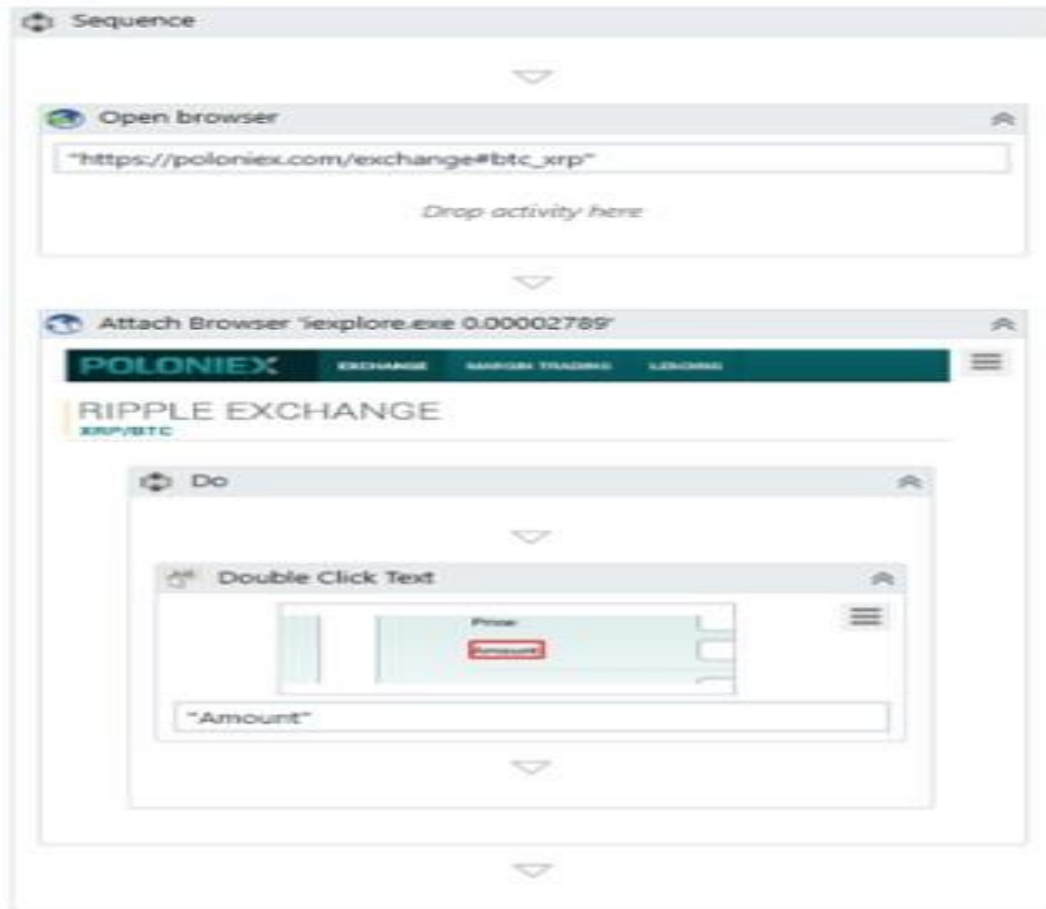 Sequence
Open browser
"https://poloniex.com/exchange#btc_xrp"
Drop activity here
Attach Browser 'iexplore.exe 0.00002789'
POLONIEX EXCHANGE MARGIN TRADING LENDING
RIPPLE EXCHANGE
XRP/BTC
Do
Double Click Text
Price
Amount
"Amount"